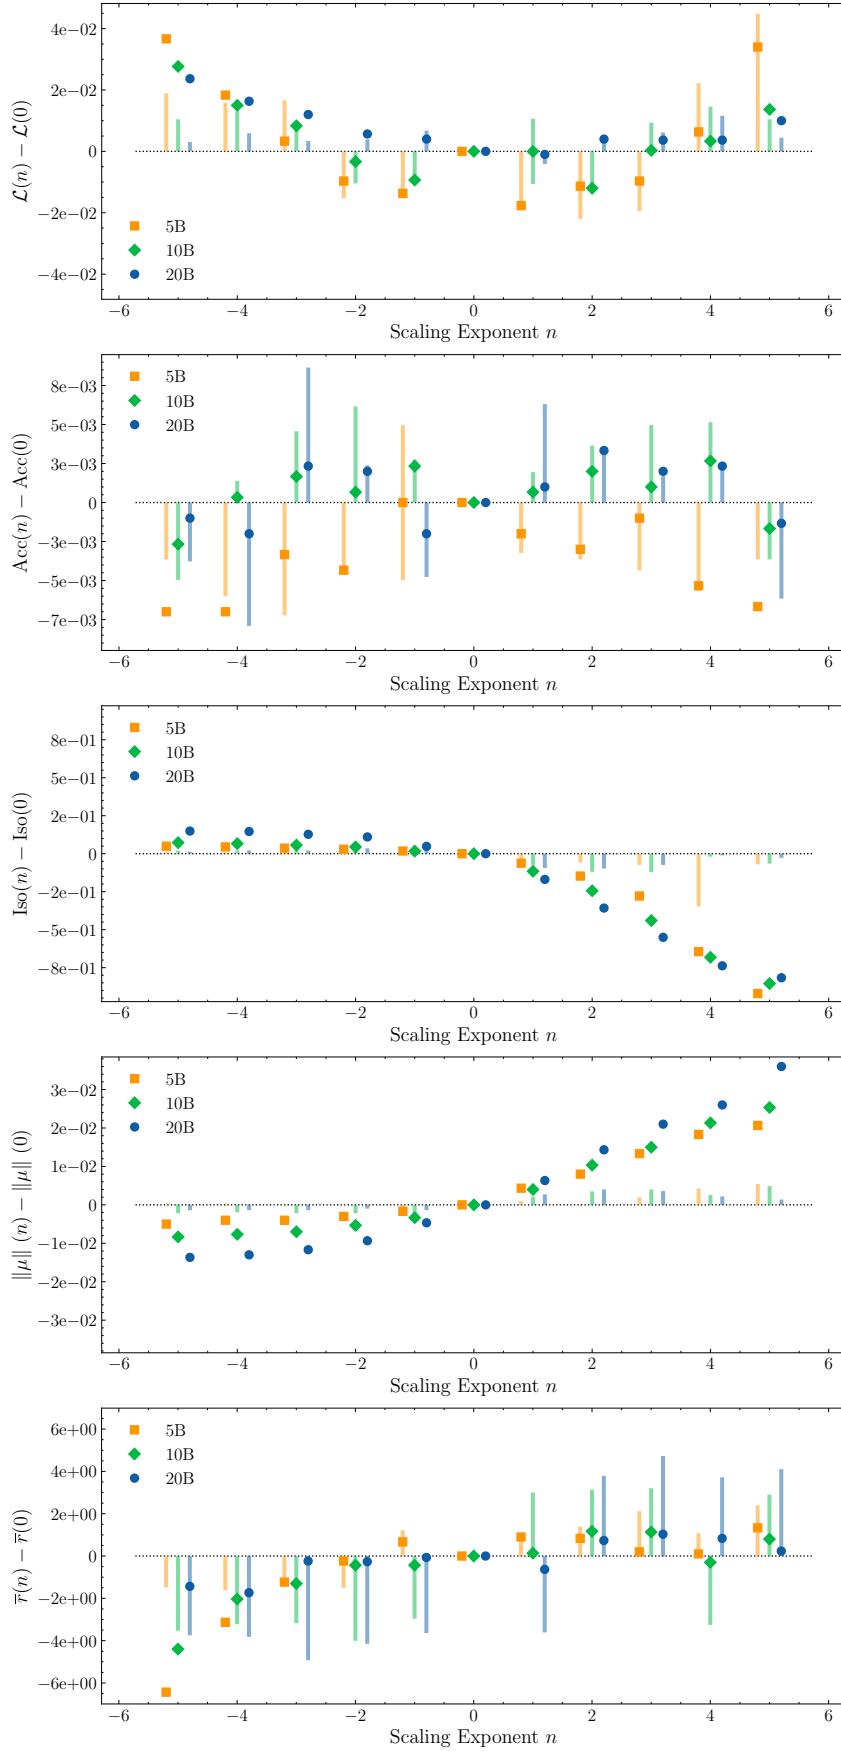 4e−02
2e−02
0
−2e−02
−4e−02
ℒ(n) − ℒ(0)
5B
10B
20B
−6 −4 −2 0 2 4 6
Scaling Exponent n
8e−03
5e−03
3e−03
0
−3e−03
−5e−03
−7e−03
Acc(n) − Acc(0)
5B
10B
20B
−6 −4 −2 0 2 4 6
Scaling Exponent n
8e−01
5e−01
2e−01
0
−2e−01
−5e−01
−8e−01
Iso(n) − Iso(0)
5B
10B
20B
−6 −4 −2 0 2 4 6
Scaling Exponent n
3e−02
2e−02
1e−02
0
−1e−02
−2e−02
−3e−02
‖μ‖ (n) − ‖μ‖ (0)
5B
10B
20B
−6 −4 −2 0 2 4 6
Scaling Exponent n
6e+00
4e+00
2e+00
0
−2e+00
−4e+00
−6e+00
r̅(n) − r̅(0)
5B
10B
20B
−6 −4 −2 0 2 4 6
Scaling Exponent n